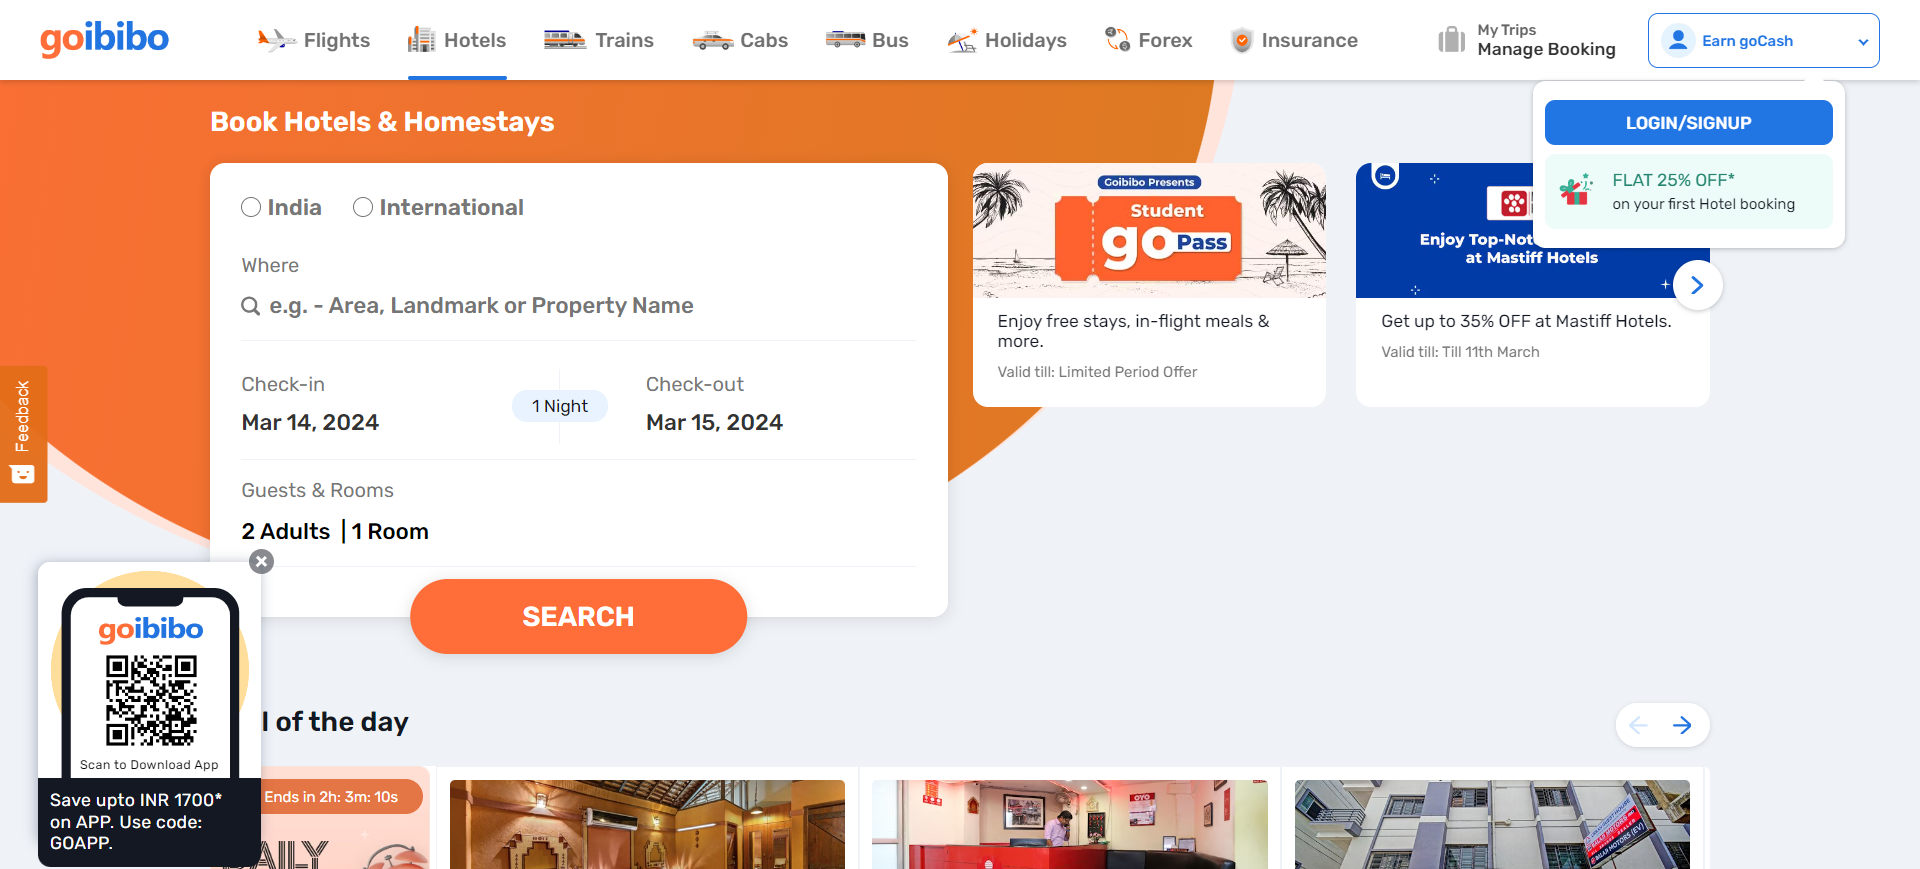 goibibo
Flights
Hotels
Trains
Cabs
Bus
Holidays
Forex
Insurance
My Trips
Manage Booking
Earn goCash
LOGIN/SIGNUP
FLAT 25% OFF*
on your first Hotel booking
Book Hotels & Homestays
India
International
Where
e.g. - Area, Landmark or Property Name
Check-in
Mar 14, 2024
1 Night
Check-out
Mar 15, 2024
Guests & Rooms
2 Adults | 1 Room
SEARCH
Goibibo Presents
Student
go Pass
Enjoy free stays, in-flight meals &
more.
Valid till: Limited Period Offer
Enjoy Top-Not
at Mastiff Hotels
Get up to 35% OFF at Mastiff Hotels.
Valid till: Till 11th March
Feedback
goibibo
Scan to Download App
Save upto INR 1700*
on APP. Use code:
GOAPP.
l of the day
Ends in 2h: 3m: 10s
DAILY
OYO